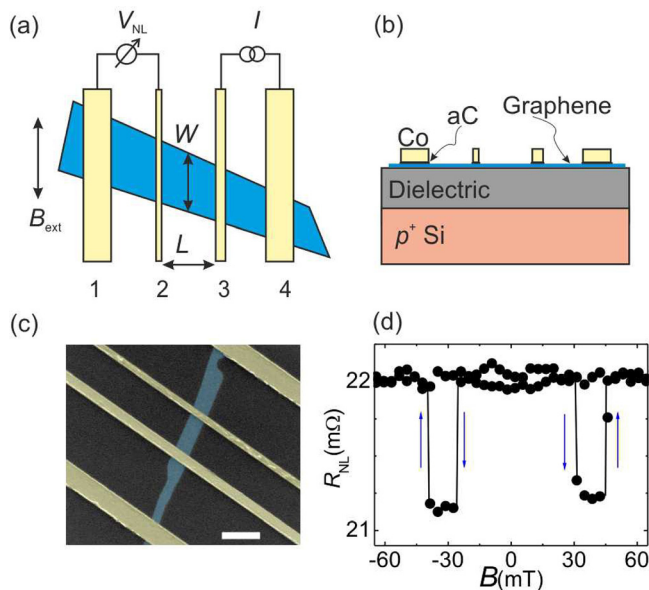 (a)
V_NL
I
W
B_ext
L
1 2 3 4
(b)
Co
aC
Graphene
Dielectric
p⁺ Si
(c)
(d)
22
21
R_NL(mΩ)
-60 -30 0 30 60
B(mT)